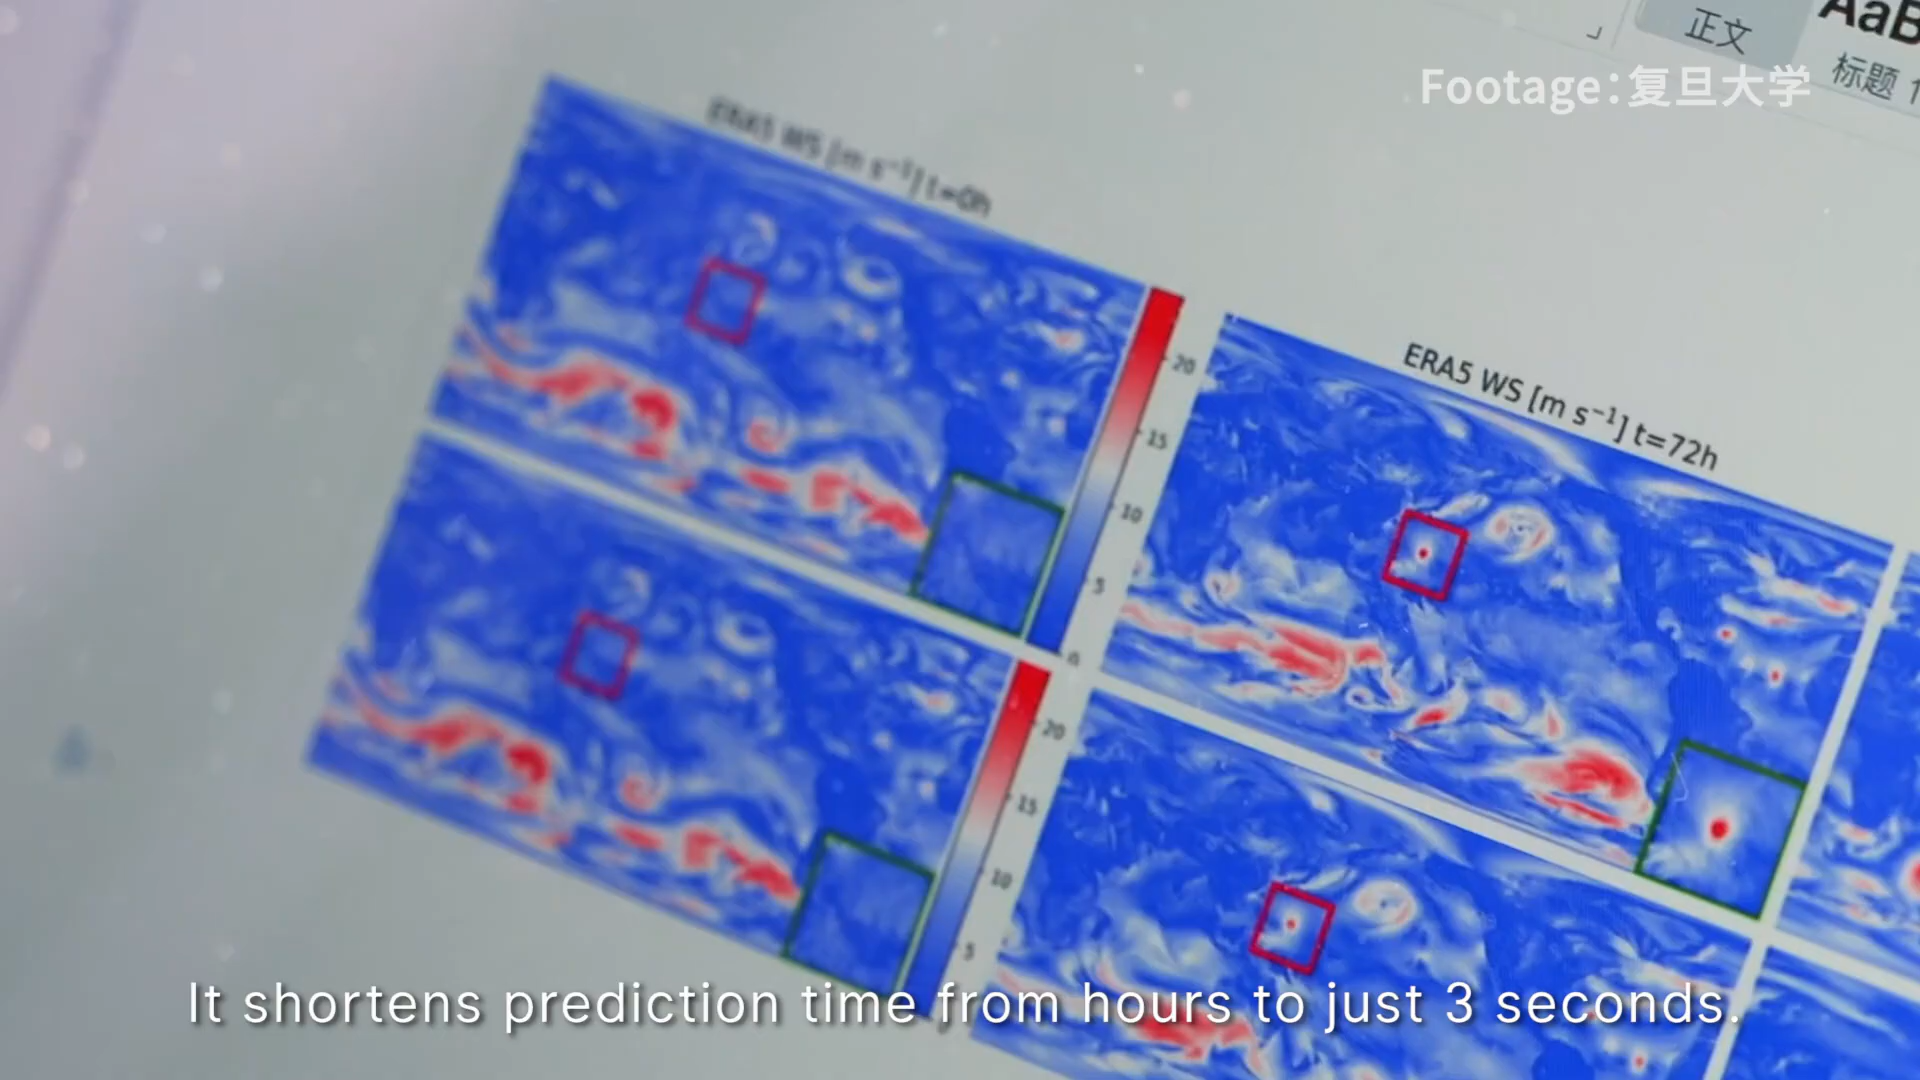 正文
AaB
标题 1
Footage:复旦大学
ERA5 WS [m s⁻¹] t=0h
20
15
10
5
0
ERA5 WS [m s⁻¹] t=72h
20
15
10
5
It shortens prediction time from hours to just 3 seconds.